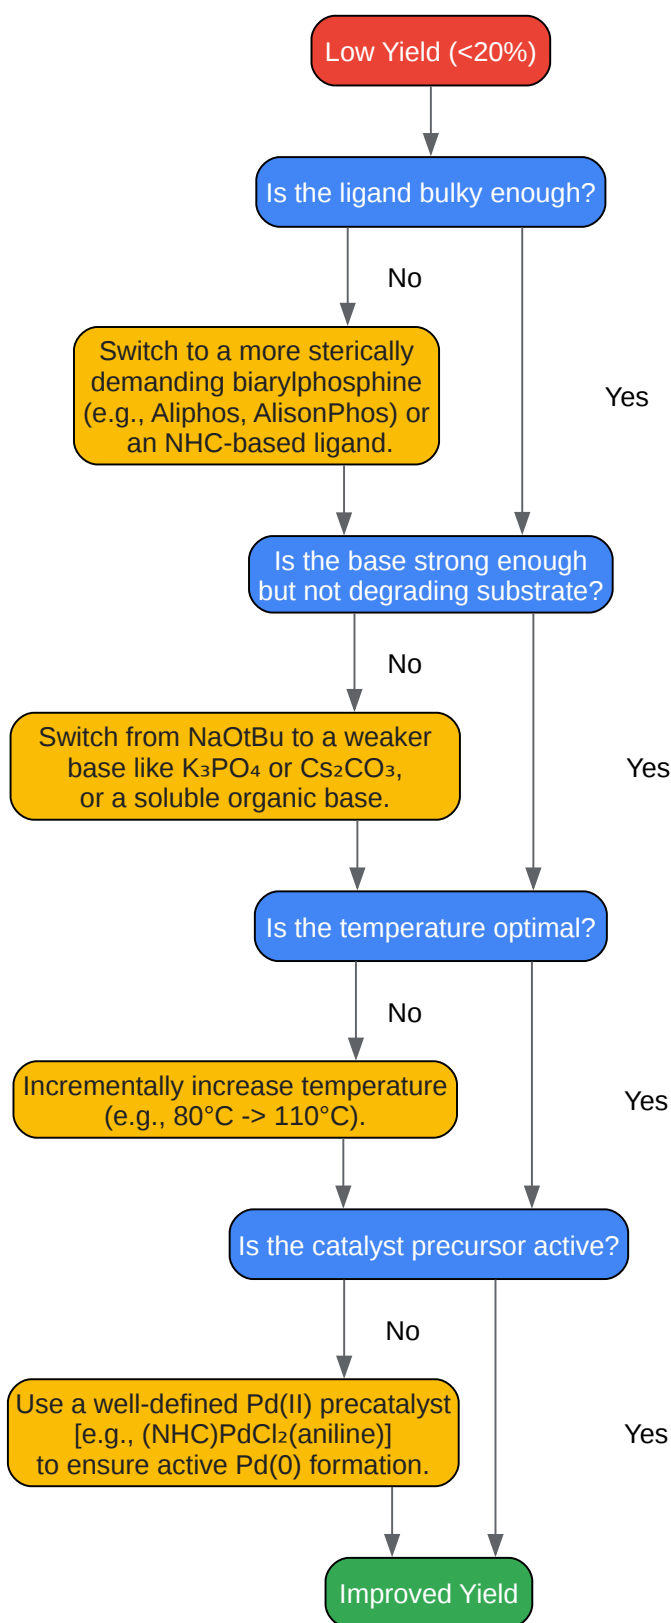 Low Yield (<20%)
Is the ligand bulky enough?
No
Switch to a more sterically
demanding biarylphosphine
(e.g., Aliphos, AlisonPhos) or
an NHC-based ligand.
Yes
Is the base strong enough
but not degrading substrate?
No
Switch from NaOtBu to a weaker
base like K₃PO₄ or Cs₂CO₃,
or a soluble organic base.
Yes
Is the temperature optimal?
No
Incrementally increase temperature
(e.g., 80°C -> 110°C).
Yes
Is the catalyst precursor active?
No
Use a well-defined Pd(II) precatalyst
[e.g., (NHC)PdCl₂(aniline)]
to ensure active Pd(0) formation.
Yes
Improved Yield